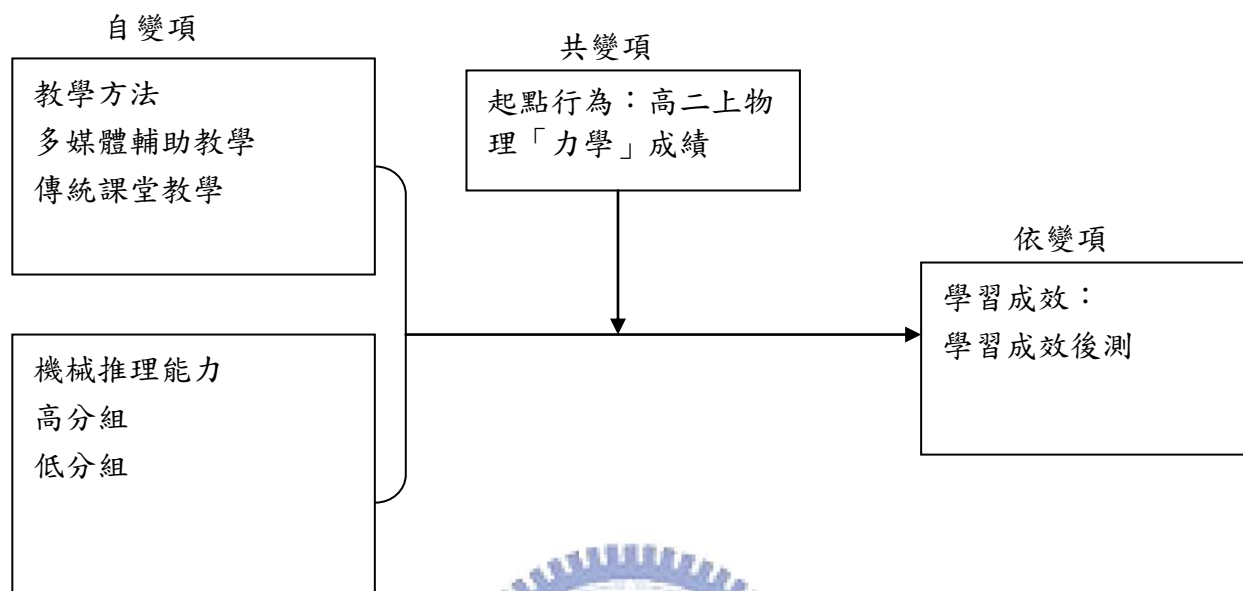 自變項
教學方法
多媒體輔助教學
傳統課堂教學
機械推理能力
高分組
低分組
共變項
起點行為：高二上物
理「力學」成績
依變項
學習成效：
學習成效後測